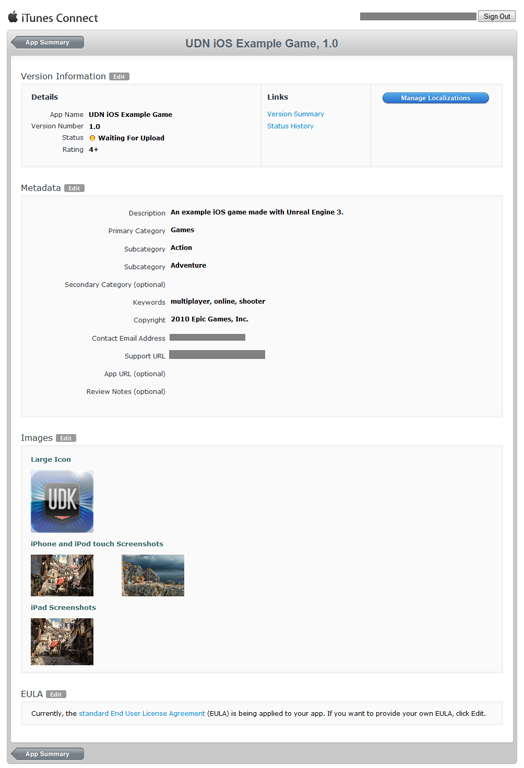 iTunes Connect
Sign Out
App Summary
UDN iOS Example Game, 1.0
Version Information Edit
Details
App Name UDN iOS Example Game
Version Number 1.0
Status Waiting For Upload
Rating 4+
Links
Version Summary
Status History
Manage Localizations
Metadata Edit
Description An example iOS game made with Unreal Engine 3.
Primary Category Games
Subcategory Action
Subcategory Adventure
Secondary Category (optional)
Keywords multiplayer, online, shooter
Copyright 2010 Epic Games, Inc.
Contact Email Address
Support URL
App URL (optional)
Review Notes (optional)
Images Edit
Large Icon
UDK
iPhone and iPod touch Screenshots
iPad Screenshots
EULA Edit
Currently, the standard End User License Agreement (EULA) is being applied to your app. If you want to provide your own EULA, click Edit.
App Summary